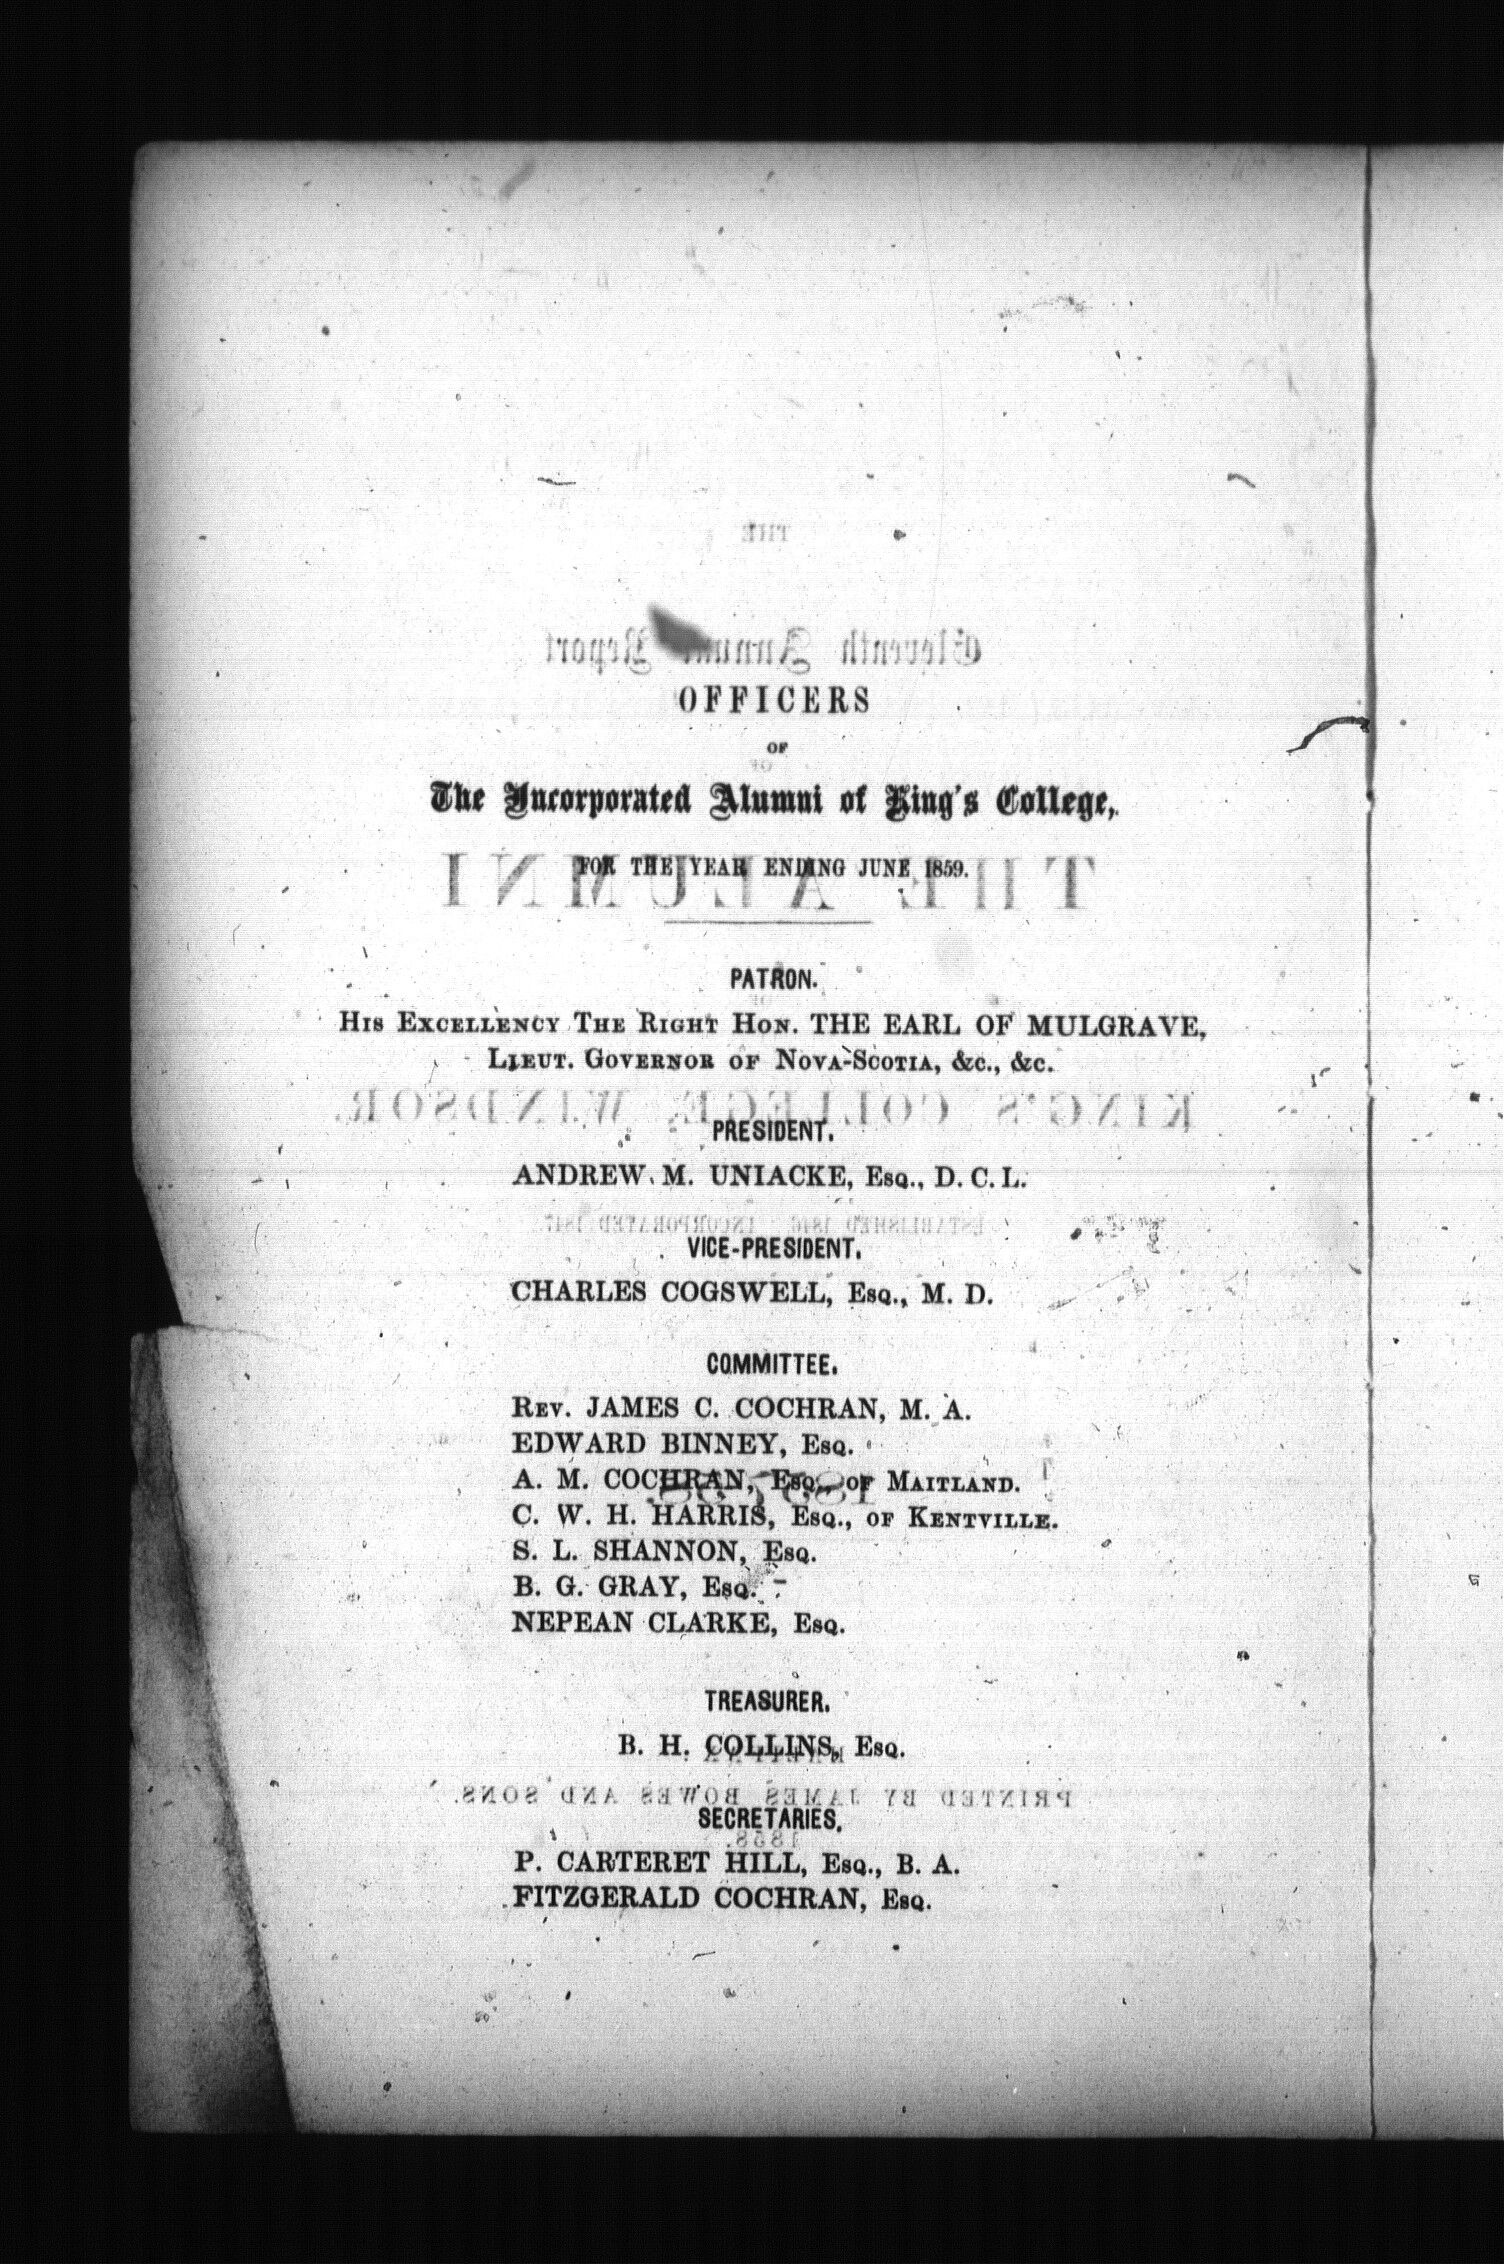 OFFICERS
OF
The Incorporated Alumni of King's College,
FOR THE YEAR ENDING JUNE 1859.
PATRON.
His Excellency The Right Hon. THE EARL OF MULGRAVE,
Lieut. Governor of Nova-Scotia, &c., &c.
PRESIDENT.
ANDREW M. UNIACKE, Esq., D. C. L.
VICE-PRESIDENT.
CHARLES COGSWELL, Esq., M. D.
COMMITTEE.
Rev. JAMES C. COCHRAN, M. A.
EDWARD BINNEY, Esq.
A. M. COCHRAN, Esq., of Maitland.
C. W. H. HARRIS, Esq., of Kentville.
S. L. SHANNON, Esq.
B. G. GRAY, Esq.
NEPEAN CLARKE, Esq.
TREASURER.
B. H. COLLINS, Esq.
SECRETARIES.
P. CARTERET HILL, Esq., B. A.
FITZGERALD COCHRAN, Esq.